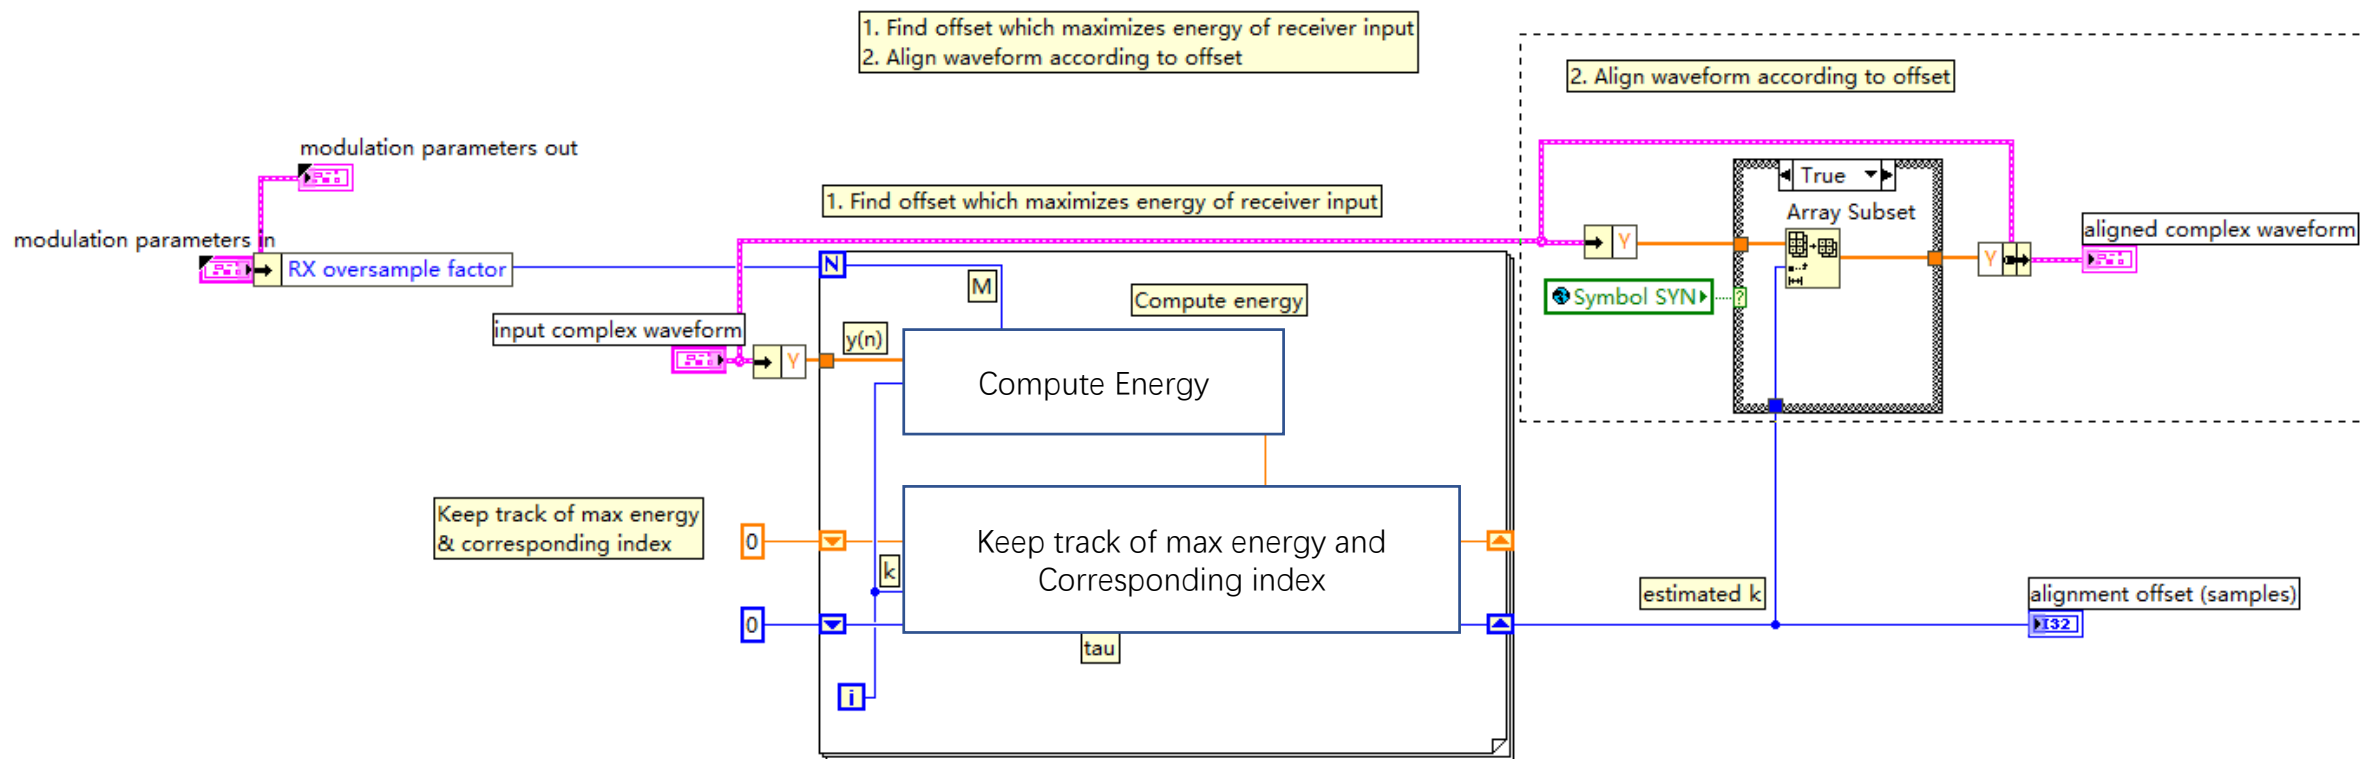 1. Find offset which maximizes energy of receiver input
2. Align waveform according to offset
2. Align waveform according to offset
modulation parameters out
True
1. Find offset which maximizes energy of receiver input
Array Subset
modulation parameters in
RX oversample factor
N
M
Compute energy
Y
Y
aligned complex waveform
Symbol SYN
?
input complex waveform
Y
y(n)
Compute Energy
Keep track of max energy
& corresponding index
0
Keep track of max energy and
Corresponding index
k
0
tau
i
estimated k
alignment offset (samples)
I32